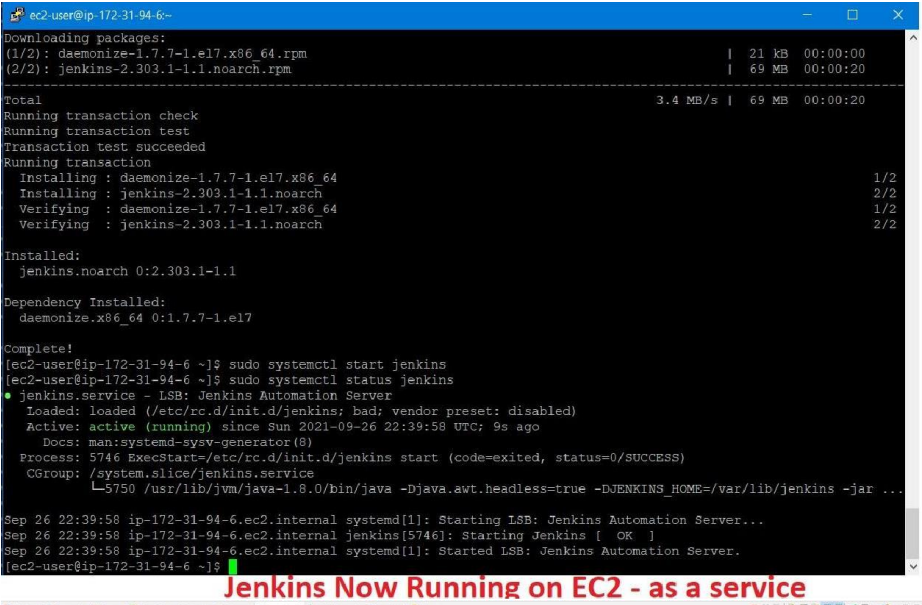 ec2-user@ip-172-31-94-6:~
Downloading packages:
(1/2): daemonize-1.7.7-1.el7.x86_64.rpm | 21 kB 00:00:00
(2/2): jenkins-2.303.1-1.1.noarch.rpm | 69 MB 00:00:20
--------------------------------------------------------------------------------
Total 3.4 MB/s | 69 MB 00:00:20
Running transaction check
Running transaction test
Transaction test succeeded
Running transaction
Installing : daemonize-1.7.7-1.el7.x86_64 1/2
Installing : jenkins-2.303.1-1.1.noarch 2/2
Verifying : daemonize-1.7.7-1.el7.x86_64 1/2
Verifying : jenkins-2.303.1-1.1.noarch 2/2
Installed:
jenkins.noarch 0:2.303.1-1.1
Dependency Installed:
daemonize.x86_64 0:1.7.7-1.el7
Complete!
[ec2-user@ip-172-31-94-6 ~]$ sudo systemctl start jenkins
[ec2-user@ip-172-31-94-6 ~]$ sudo systemctl status jenkins
● jenkins.service - LSB: Jenkins Automation Server
Loaded: loaded (/etc/rc.d/init.d/jenkins; bad; vendor preset: disabled)
Active: active (running) since Sun 2021-09-26 22:39:58 UTC; 9s ago
Docs: man:systemd-sysv-generator(8)
Process: 5746 ExecStart=/etc/rc.d/init.d/jenkins start (code=exited, status=0/SUCCESS)
CGroup: /system.slice/jenkins.service
└─5750 /usr/lib/jvm/java-1.8.0/bin/java -Djava.awt.headless=true -DJENKINS_HOME=/var/lib/jenkins -jar ...
Sep 26 22:39:58 ip-172-31-94-6.ec2.internal systemd[1]: Starting LSB: Jenkins Automation Server...
Sep 26 22:39:58 ip-172-31-94-6.ec2.internal jenkins[5746]: Starting Jenkins [ OK ]
Sep 26 22:39:58 ip-172-31-94-6.ec2.internal systemd[1]: Started LSB: Jenkins Automation Server.
[ec2-user@ip-172-31-94-6 ~]$
Jenkins Now Running on EC2 - as a service